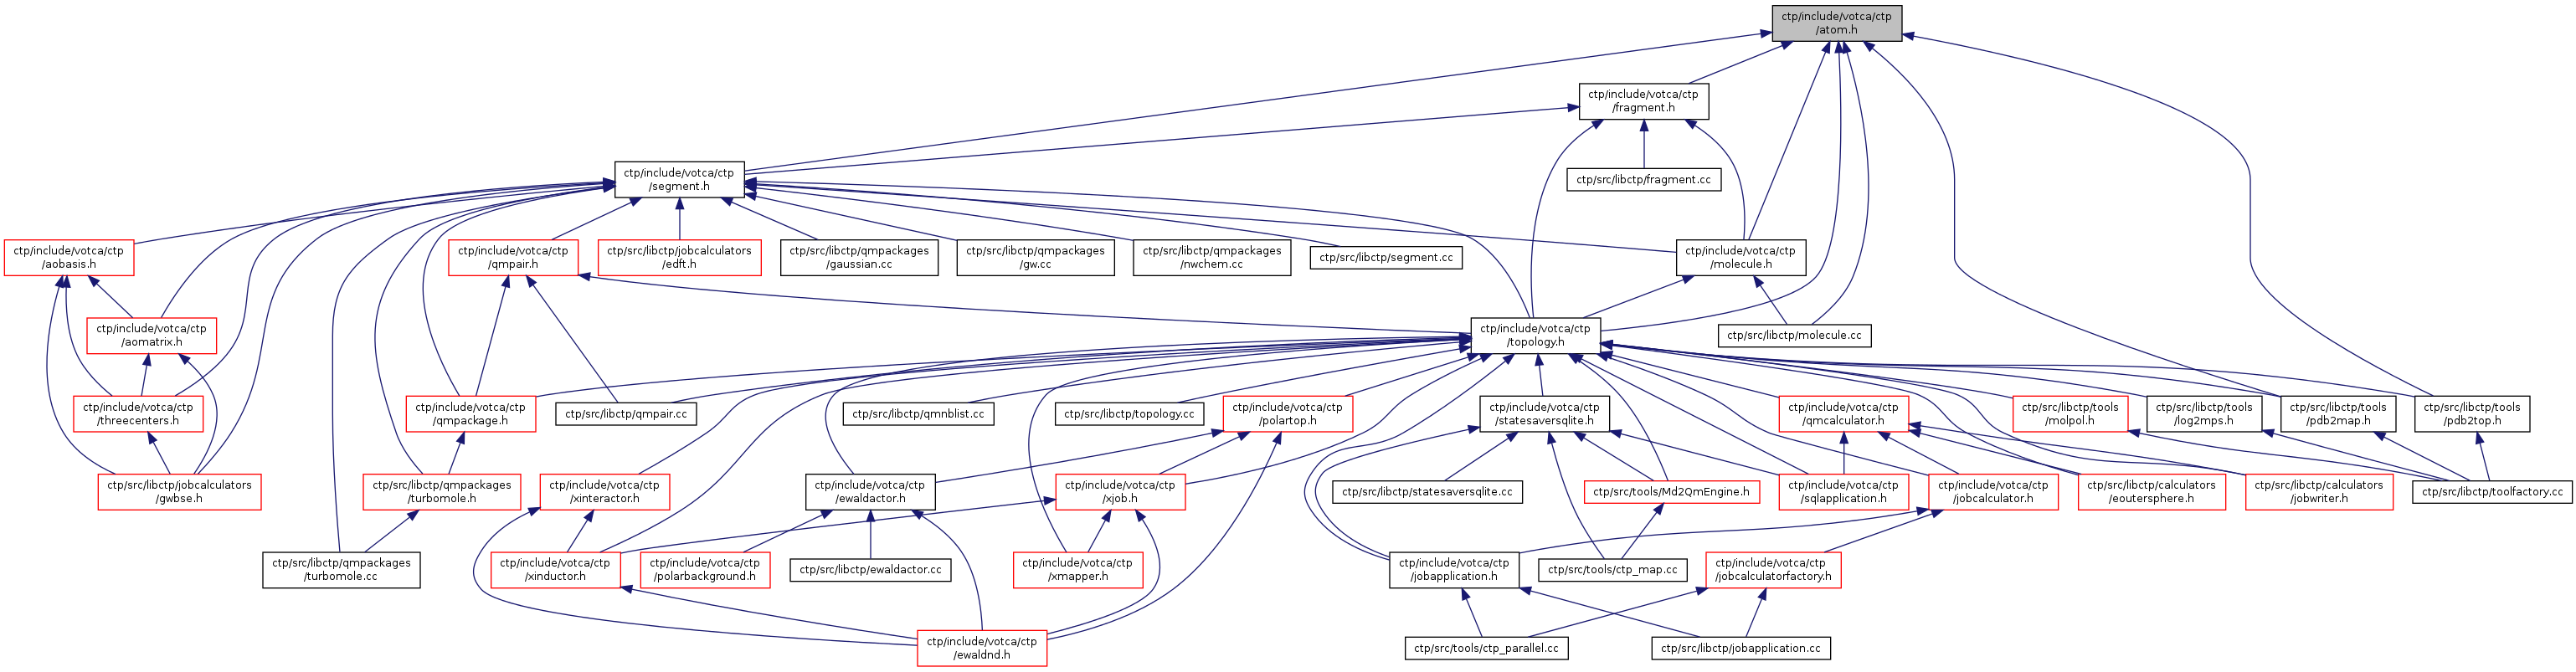 ctp/include/votca/ctp
/atom.h
ctp/include/votca/ctp
/fragment.h
ctp/include/votca/ctp
/segment.h
ctp/src/libctp/fragment.cc
ctp/include/votca/ctp
/aobasis.h
ctp/include/votca/ctp
/qmpair.h
ctp/src/libctp/jobcalculators
/edft.h
ctp/src/libctp/qmpackages
/gaussian.cc
ctp/src/libctp/qmpackages
/gw.cc
ctp/src/libctp/qmpackages
/nwchem.cc
ctp/src/libctp/segment.cc
ctp/include/votca/ctp
/molecule.h
ctp/include/votca/ctp
/aomatrix.h
ctp/include/votca/ctp
/topology.h
ctp/src/libctp/molecule.cc
ctp/include/votca/ctp
/threecenters.h
ctp/include/votca/ctp
/qmpackage.h
ctp/src/libctp/qmpair.cc
ctp/src/libctp/qmnblist.cc
ctp/src/libctp/topology.cc
ctp/include/votca/ctp
/polartop.h
ctp/include/votca/ctp
/statesaversqlite.h
ctp/include/votca/ctp
/qmcalculator.h
ctp/src/libctp/tools
/molpol.h
ctp/src/libctp/tools
/log2mps.h
ctp/src/libctp/tools
/pdb2map.h
ctp/src/libctp/tools
/pdb2top.h
ctp/src/libctp/jobcalculators
/gwbse.h
ctp/src/libctp/qmpackages
/turbomole.h
ctp/include/votca/ctp
/xinteractor.h
ctp/include/votca/ctp
/ewaldactor.h
ctp/include/votca/ctp
/xjob.h
ctp/src/libctp/statesaversqlite.cc
ctp/src/tools/Md2QmEngine.h
ctp/include/votca/ctp
/sqlapplication.h
ctp/include/votca/ctp
/jobcalculator.h
ctp/src/libctp/calculators
/eoutersphere.h
ctp/src/libctp/calculators
/jobwriter.h
ctp/src/libctp/toolfactory.cc
ctp/src/libctp/qmpackages
/turbomole.cc
ctp/include/votca/ctp
/xinductor.h
ctp/include/votca/ctp
/polarbackground.h
ctp/src/libctp/ewaldactor.cc
ctp/include/votca/ctp
/xmapper.h
ctp/include/votca/ctp
/jobapplication.h
ctp/src/tools/ctp_map.cc
ctp/include/votca/ctp
/jobcalculatorfactory.h
ctp/include/votca/ctp
/ewaldnd.h
ctp/src/tools/ctp_parallel.cc
ctp/src/libctp/jobapplication.cc